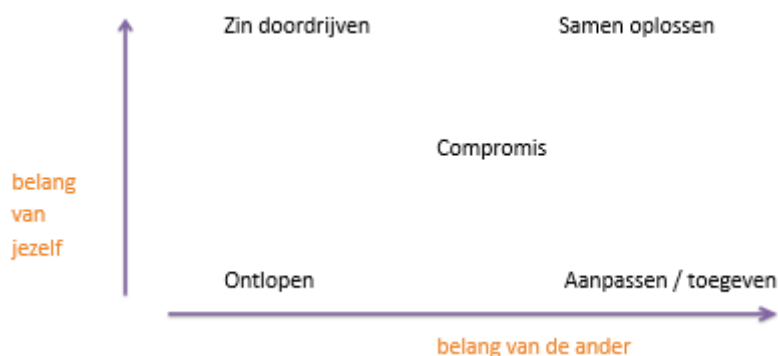 Zin doordrijven
Samen oplossen
Compromis
belang
van
jezelf
Ontlopen
Aanpassen / toegeven
belang van de ander